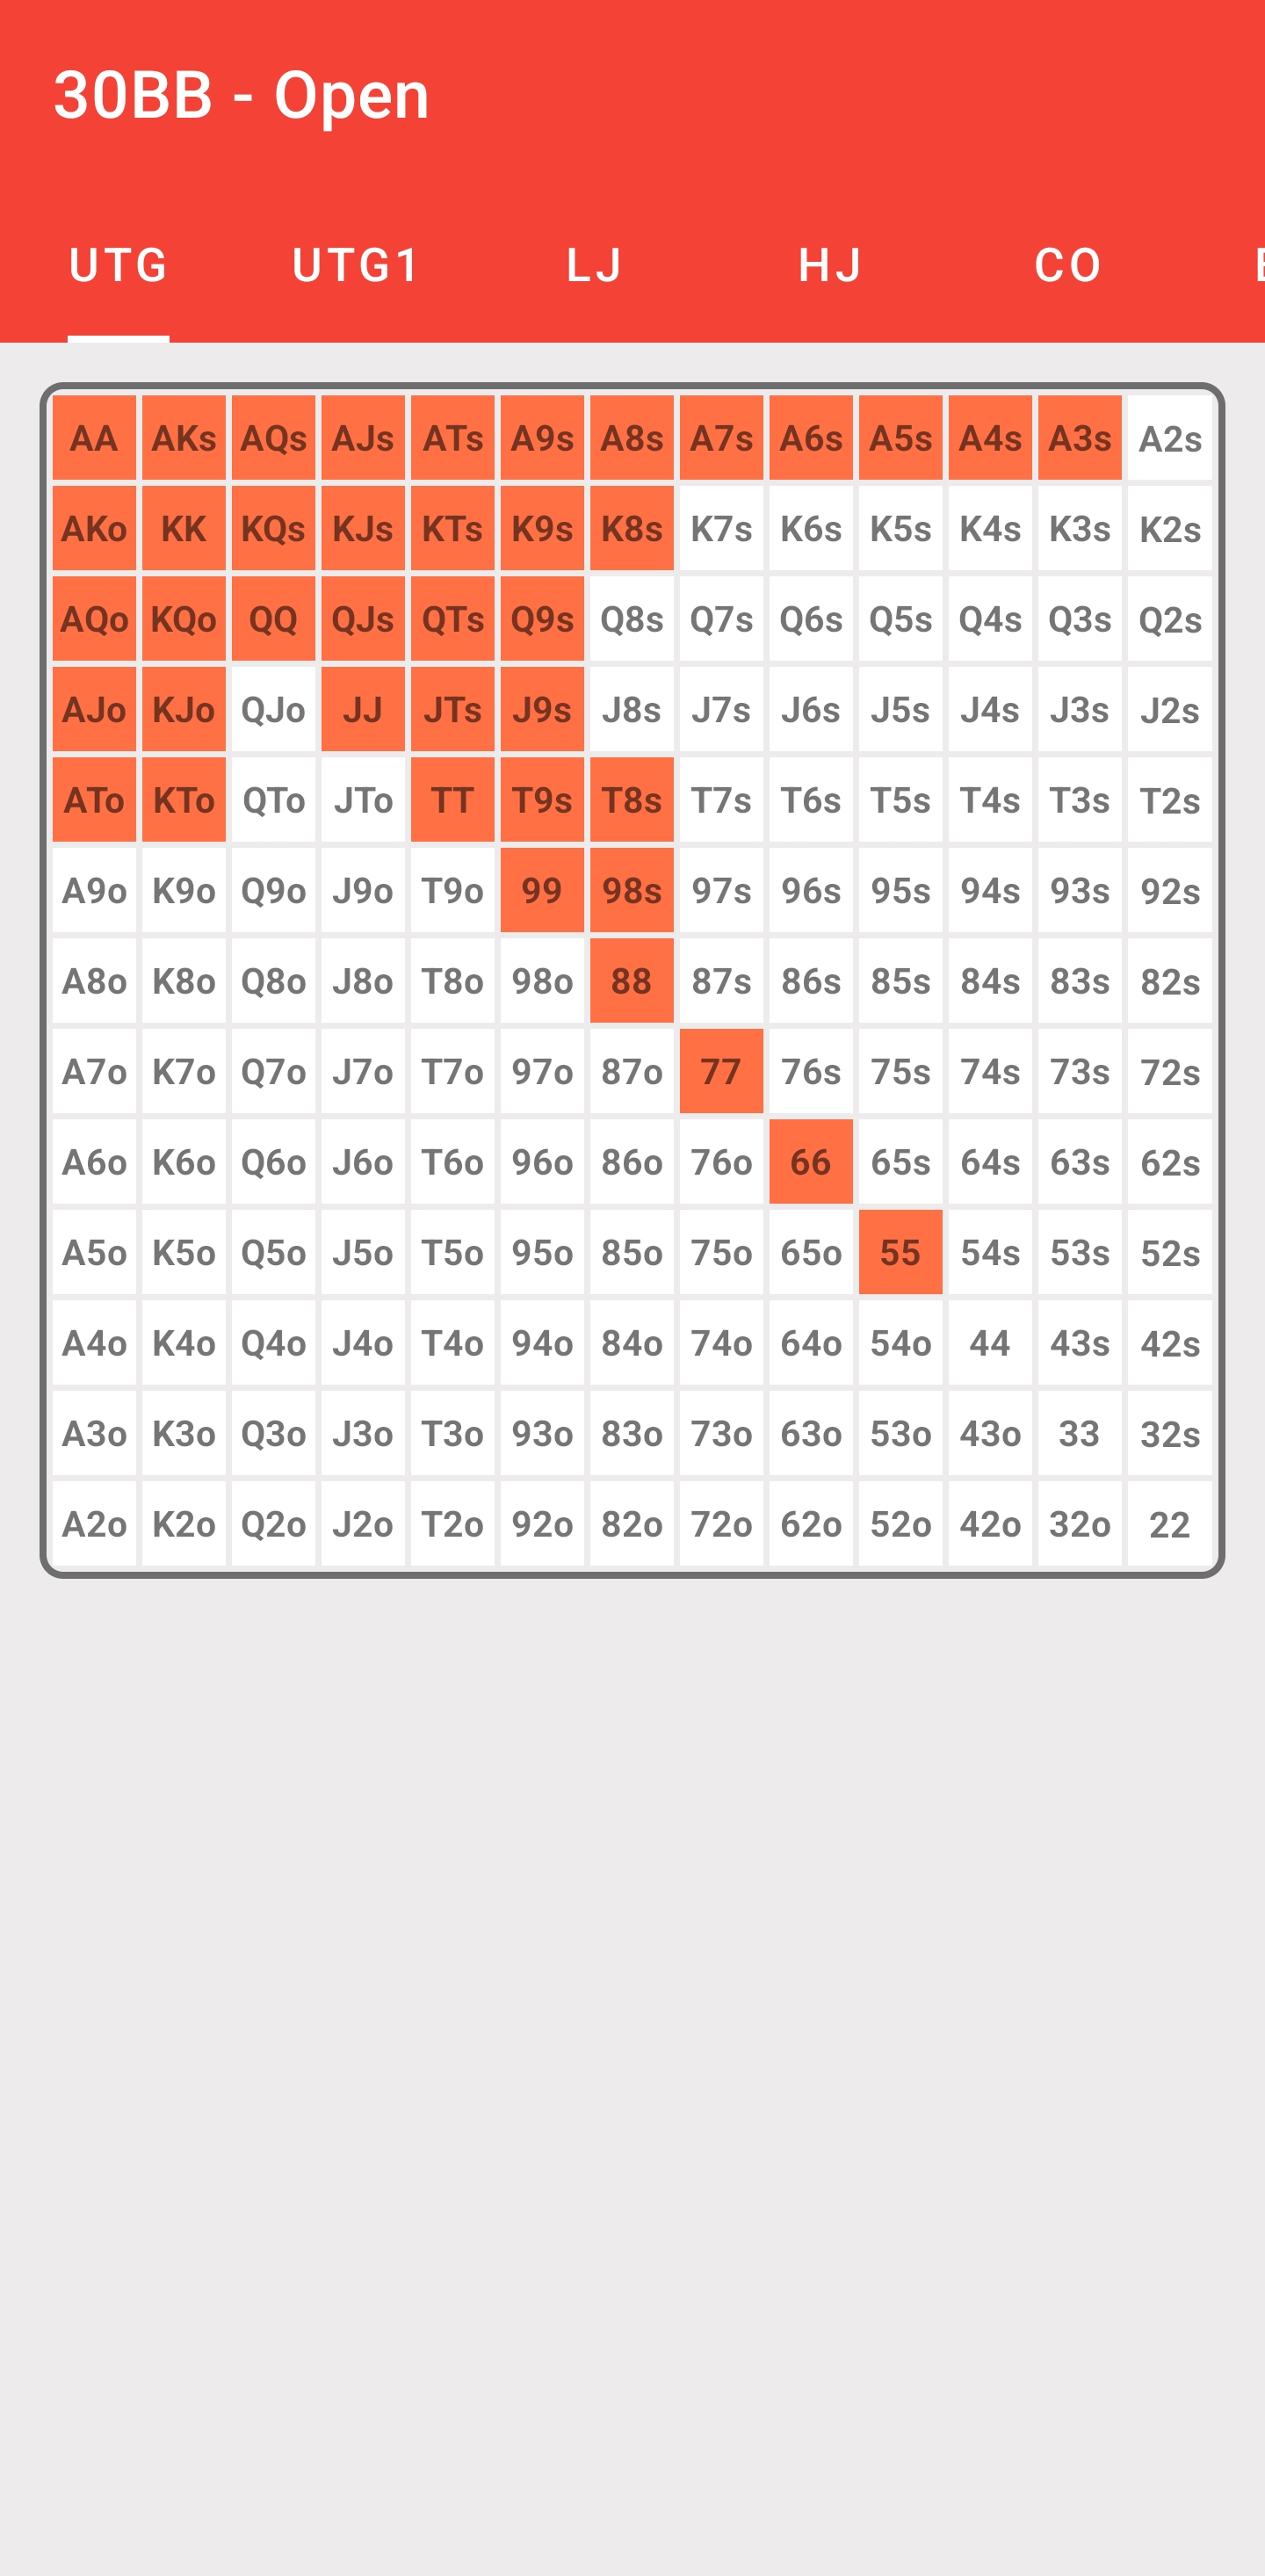 30BB - Open
UTG UTG1 LJ HJ CO
AA AKs AQs AJs ATs A9s A8s A7s A6s A5s A4s A3s A2s
AKo KK KQs KJs KTs K9s K8s K7s K6s K5s K4s K3s K2s
AQo KQo QQ QJs QTs Q9s Q8s Q7s Q6s Q5s Q4s Q3s Q2s
AJo KJo QJo JJ JTs J9s J8s J7s J6s J5s J4s J3s J2s
ATo KTo QTo JTo TT T9s T8s T7s T6s T5s T4s T3s T2s
A9o K9o Q9o J9o T9o 99 98s 97s 96s 95s 94s 93s 92s
A8o K8o Q8o J8o T8o 98o 88 87s 86s 85s 84s 83s 82s
A7o K7o Q7o J7o T7o 97o 87o 77 76s 75s 74s 73s 72s
A6o K6o Q6o J6o T6o 96o 86o 76o 66 65s 64s 63s 62s
A5o K5o Q5o J5o T5o 95o 85o 75o 65o 55 54s 53s 52s
A4o K4o Q4o J4o T4o 94o 84o 74o 64o 54o 44 43s 42s
A3o K3o Q3o J3o T3o 93o 83o 73o 63o 53o 43o 33 32s
A2o K2o Q2o J2o T2o 92o 82o 72o 62o 52o 42o 32o 22